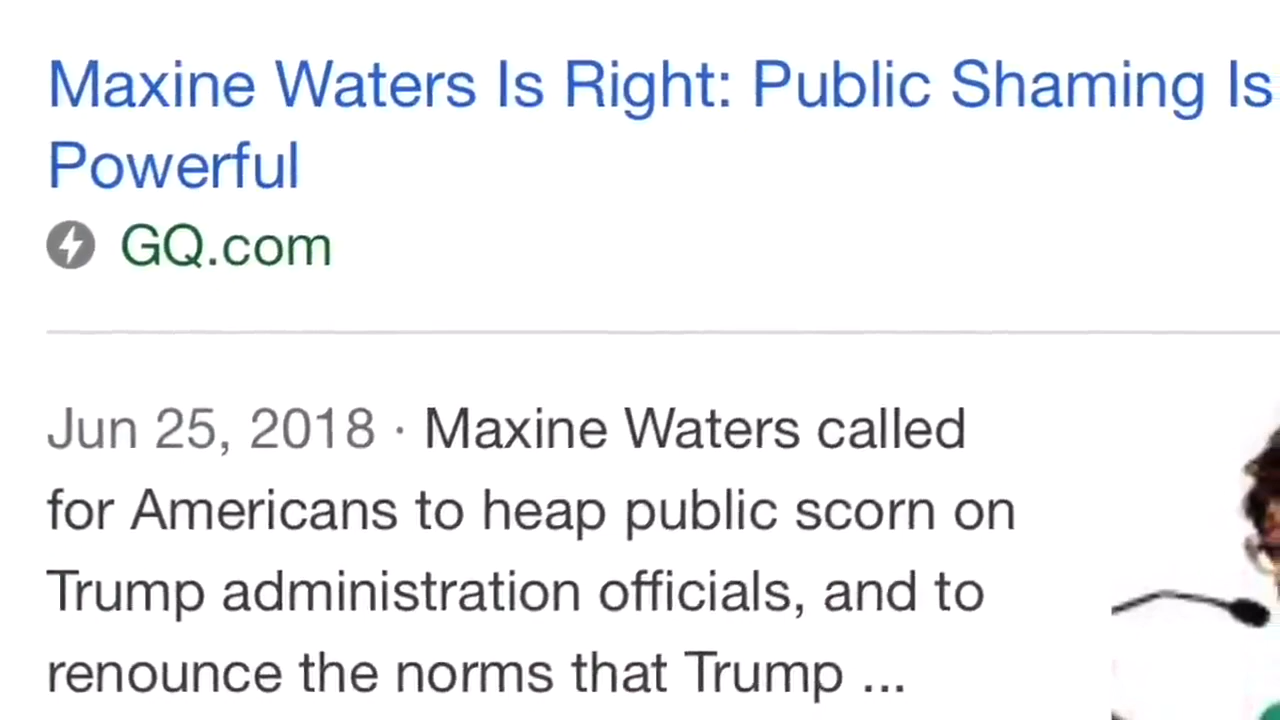 Maxine Waters Is Right: Public Shaming Is
Powerful
GQ.com
Jun 25, 2018 · Maxine Waters called
for Americans to heap public scorn on
Trump administration officials, and to
renounce the norms that Trump ...